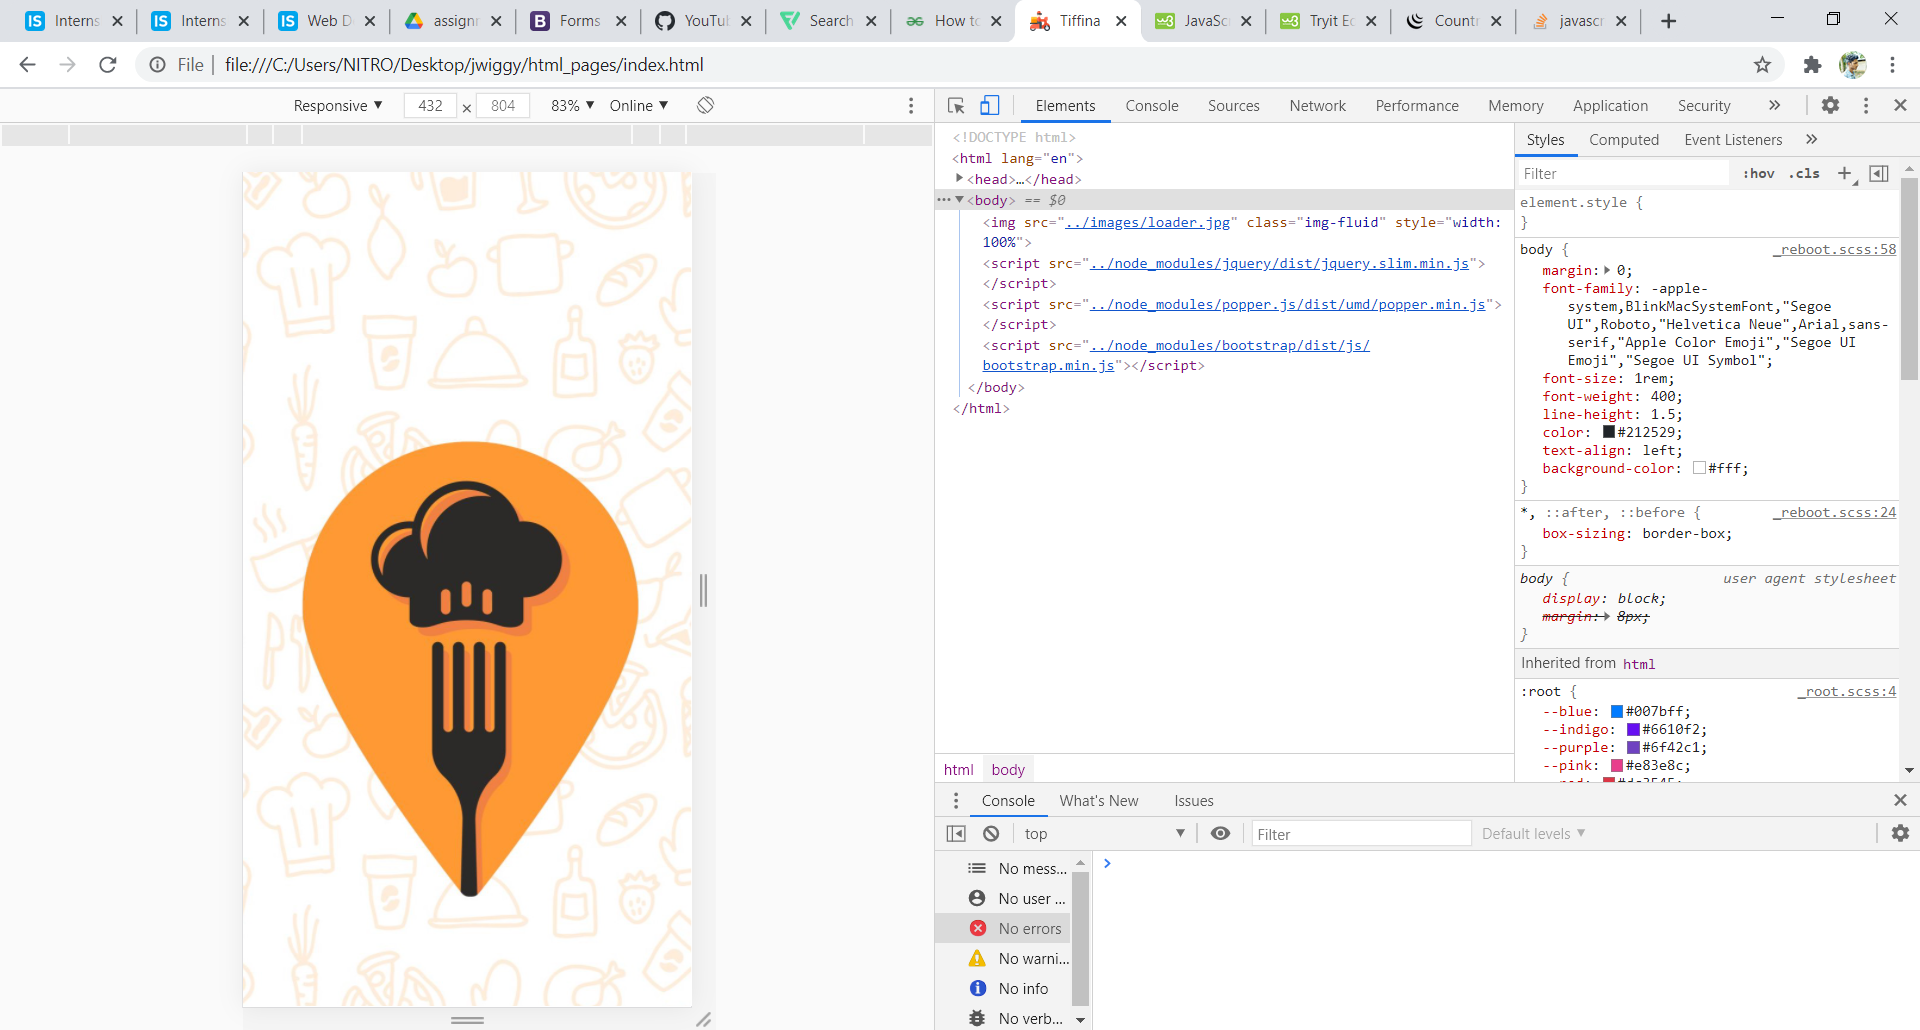 Interns
Interns
Web D
assignr
Forms
YouTu
Search
How to
Tiffina
JavaSc
Tryit Ec
Countr
javascr
File
file:///C:/Users/NITRO/Desktop/jwiggy/html_pages/index.html
Responsive ▼ 432 × 804 83% ▼ Online ▼
Elements Console Sources Network Performance Memory Application Security »
<!DOCTYPE html>
<html lang="en">
<head>…</head>
<body> == $0
<img src="../images/loader.jpg" class="img-fluid" style="width:
100%">
<script src="../node_modules/jquery/dist/jquery.slim.min.js">
</script>
<script src="../node_modules/popper.js/dist/umd/popper.min.js">
</script>
<script src="../node_modules/bootstrap/dist/js/
bootstrap.min.js"></script>
</body>
</html>
html body
Styles Computed Event Listeners »
Filter :hov .cls +
element.style {
}
body { _reboot.scss:58
margin: 0;
font-family: -apple-
system,BlinkMacSystemFont,"Segoe
UI",Roboto,"Helvetica Neue",Arial,sans-
serif,"Apple Color Emoji","Segoe UI
Emoji","Segoe UI Symbol";
font-size: 1rem;
font-weight: 400;
line-height: 1.5;
color: #212529;
text-align: left;
background-color: #fff;
}
*, ::after, ::before { _reboot.scss:24
box-sizing: border-box;
}
body { user agent stylesheet
display: block;
margin: 8px;
}
Inherited from html
:root { _root.scss:4
--blue: #007bff;
--indigo: #6610f2;
--purple: #6f42c1;
--pink: #e83e8c;
Console What's New Issues
top ▼ Filter Default levels ▼
No mess...
No user ...
No errors
No warni...
No info
No verb...